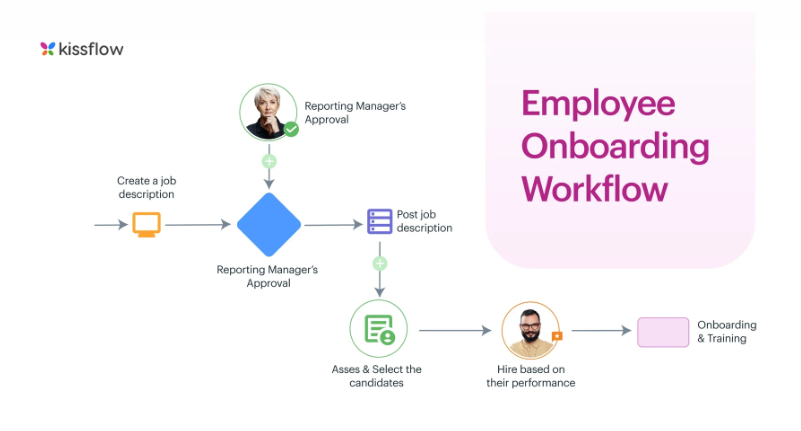 kissflow
Employee
Onboarding
Workflow
Reporting Manager's
Approval
Create a job
description
Post job
description
Reporting Manager's
Approval
Asses & Select the
candidates
Hire based on
their performance
Onboarding
& Training